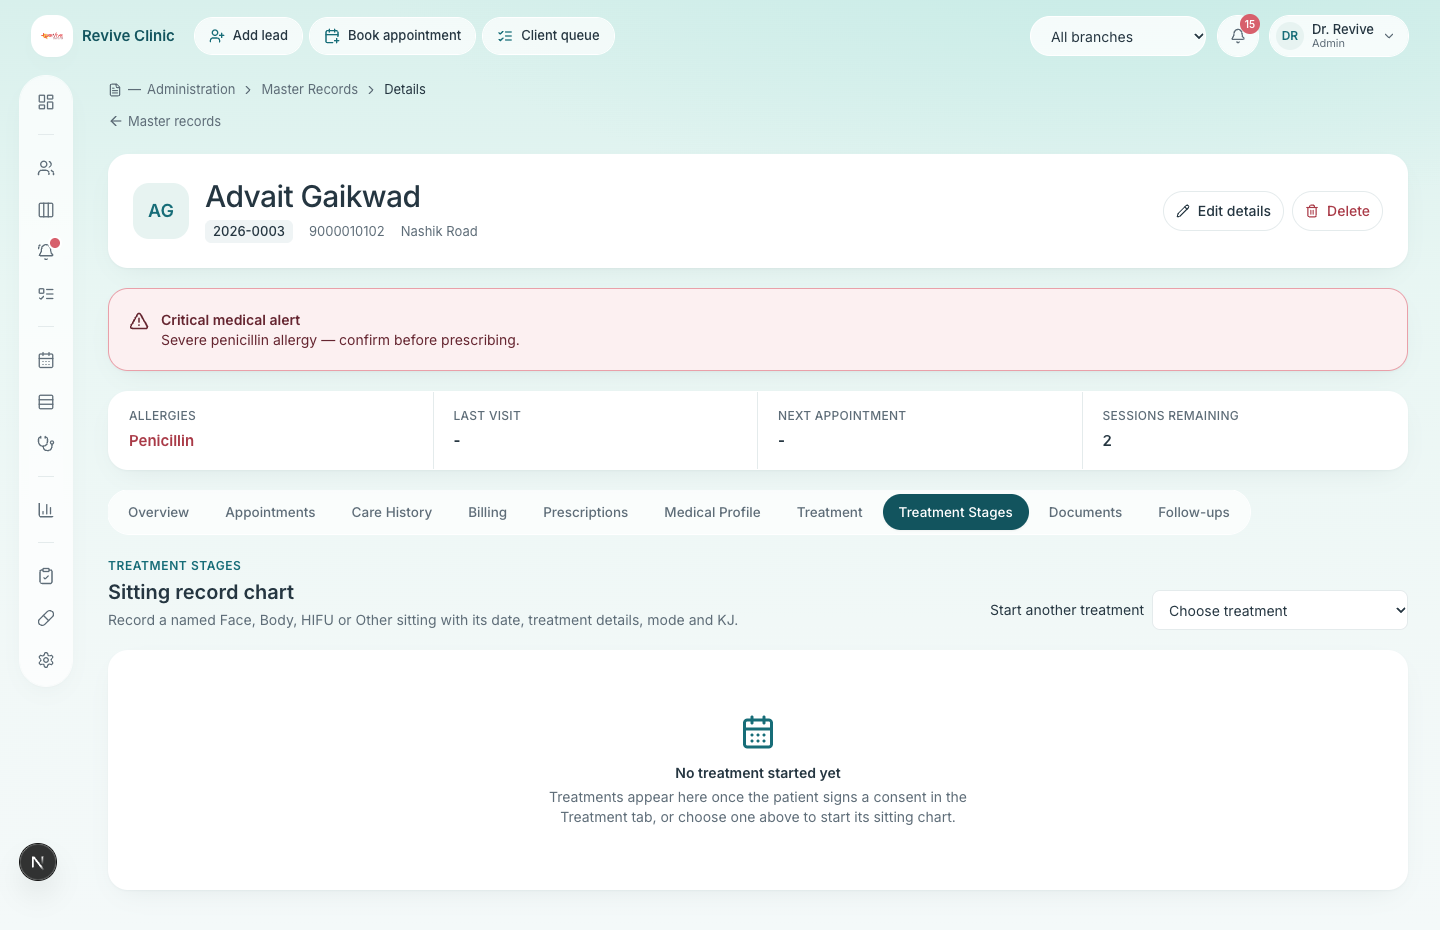 Revive Clinic
Add lead
Book appointment
Client queue
All branches
15
DR
Dr. Revive
Admin
— Administration > Master Records > Details
← Master records
AG
Advait Gaikwad
2026-0003 9000010102 Nashik Road
Edit details
Delete
Critical medical alert
Severe penicillin allergy — confirm before prescribing.
ALLERGIES
Penicillin
LAST VISIT
-
NEXT APPOINTMENT
-
SESSIONS REMAINING
2
Overview
Appointments
Care History
Billing
Prescriptions
Medical Profile
Treatment
Treatment Stages
Documents
Follow-ups
TREATMENT STAGES
Sitting record chart
Record a named Face, Body, HIFU or Other sitting with its date, treatment details, mode and KJ.
Start another treatment
Choose treatment
No treatment started yet
Treatments appear here once the patient signs a consent in the
Treatment tab, or choose one above to start its sitting chart.
N